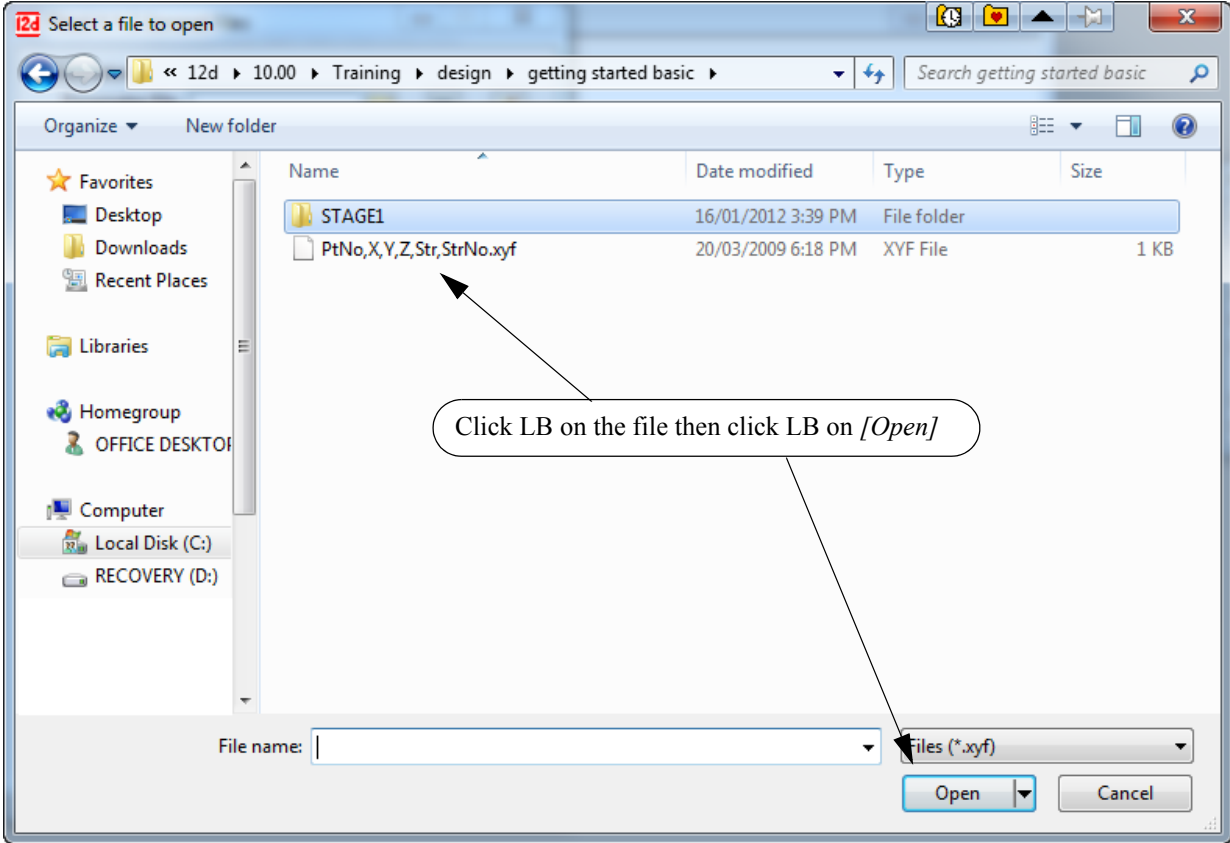 12d Select a file to open
« 12d 10.00 Training design getting started basic Search getting started basic
Organize New folder
Name Date modified Type Size
Favorites
Desktop
Downloads
Recent Places
Libraries
Homegroup
OFFICE DESKTOP
Computer
Local Disk (C:)
RECOVERY (D:)
STAGE1 16/01/2012 3:39 PM File folder
PtNo,X,Y,Z,Str,StrNo.xyf 20/03/2009 6:18 PM XYF File 1 KB
Click LB on the file then click LB on [Open]
File name: Files (*.xyf)
Open Cancel